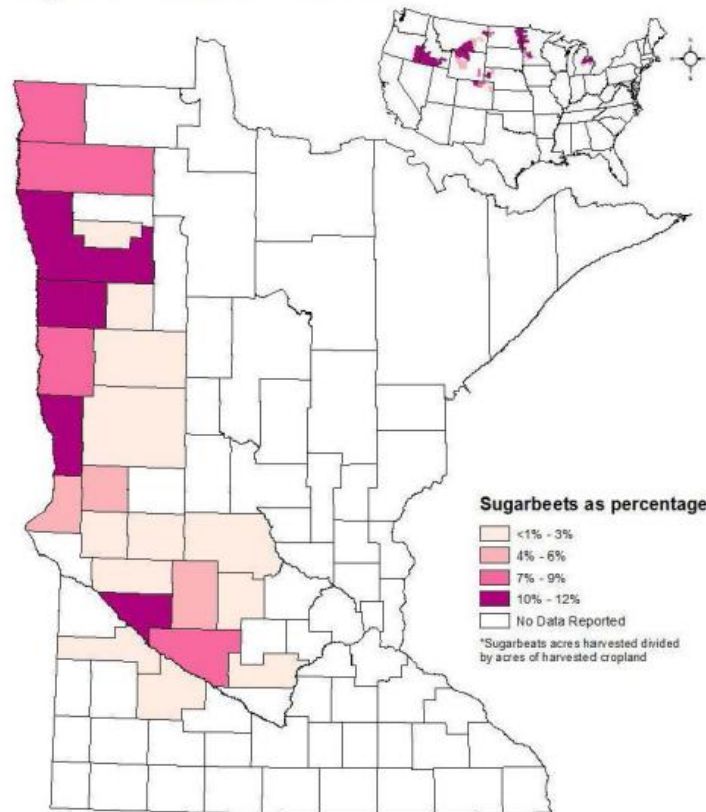 Sugarbeets as percentage
<1% - 3%
4% - 6%
7% - 9%
10% - 12%
No Data Reported
*Sugarbeats acres harvested divided
by acres of harvested cropland